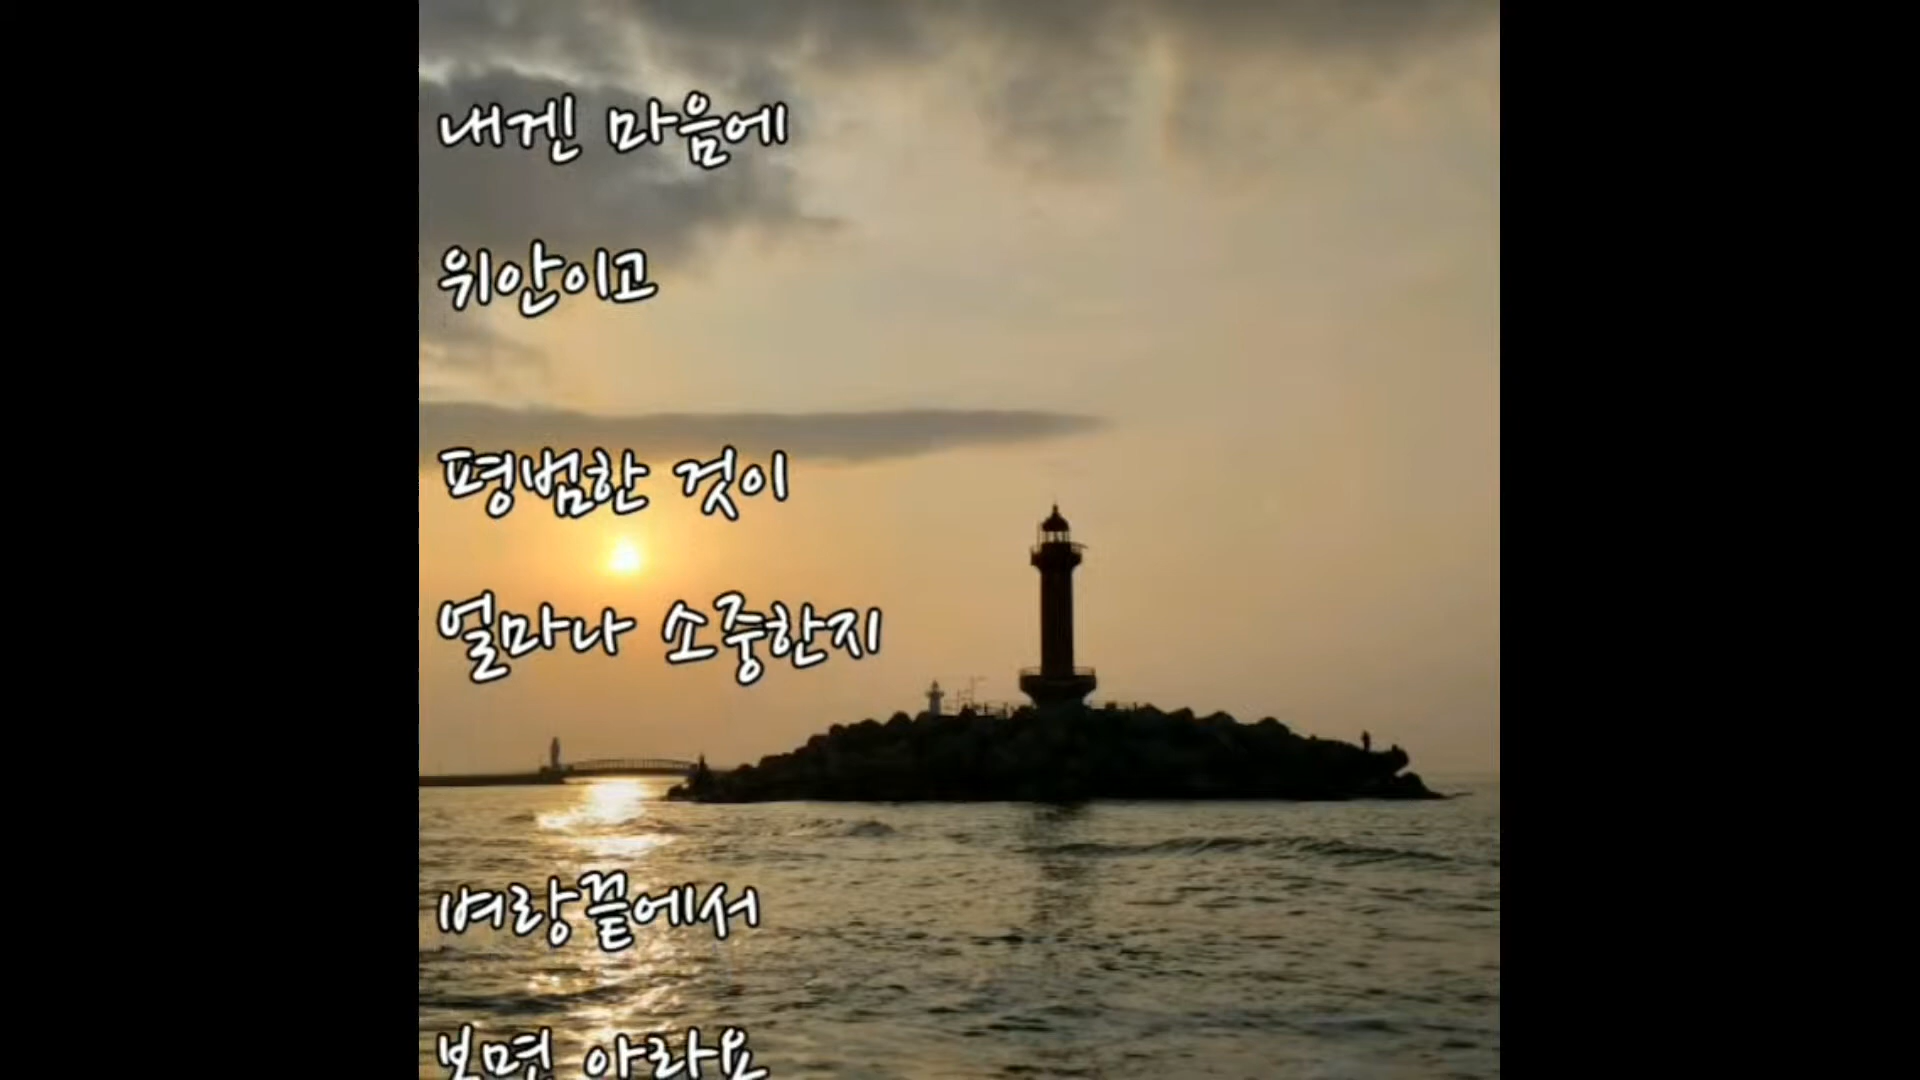 내겐 마음에
위안이고
평범한 것이
얼마나 소중한지
벼랑끝에서
보면 아라요